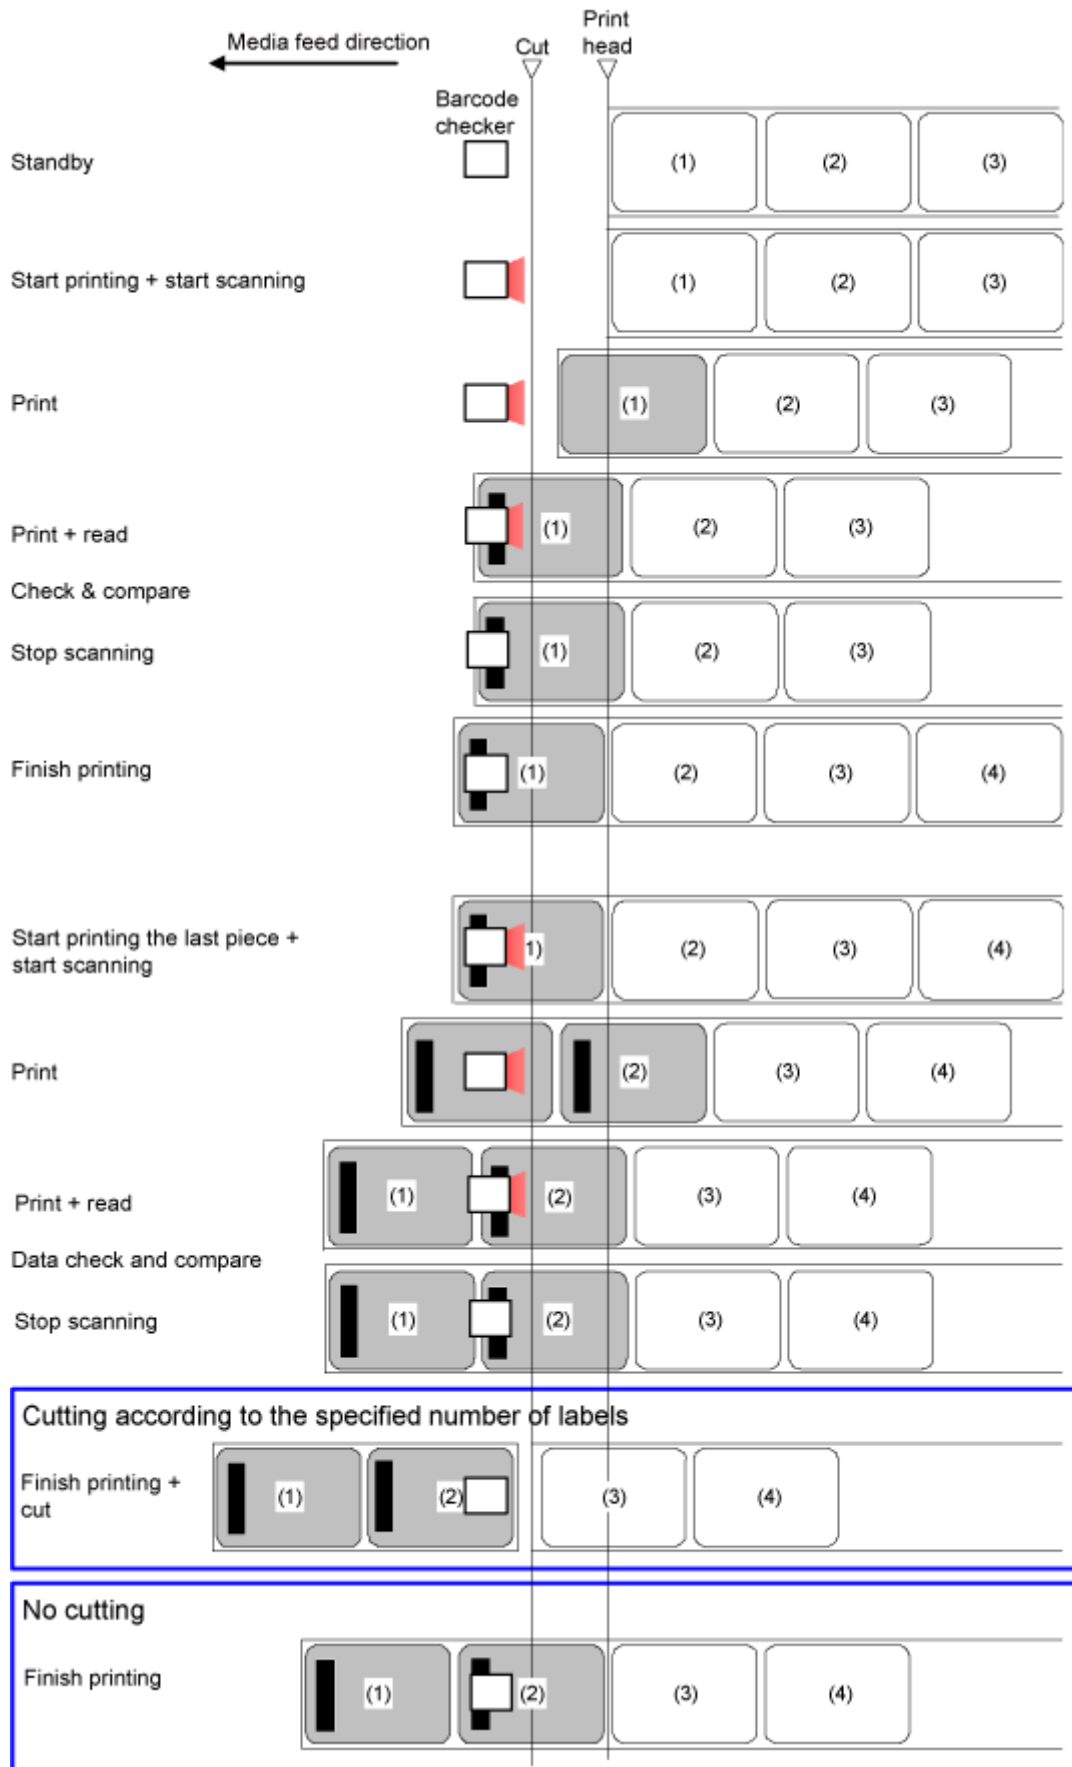 Print
head
Media feed direction
Cut
Barcode
checker
Standby
(1)
(2)
(3)
Start printing + start scanning
(1)
(2)
(3)
Print
(1)
(2)
(3)
Print + read
(1)
(2)
(3)
Check & compare
Stop scanning
(1)
(2)
(3)
Finish printing
(1)
(2)
(3)
(4)
Start printing the last piece +
start scanning
1)
(2)
(3)
(4)
Print
(2)
(3)
(4)
Print + read
(1)
(2)
(3)
(4)
Data check and compare
Stop scanning
(1)
(2)
(3)
(4)
Cutting according to the specified number of labels
Finish printing +
cut
(1)
(2)
(3)
(4)
No cutting
Finish printing
(1)
(2)
(3)
(4)